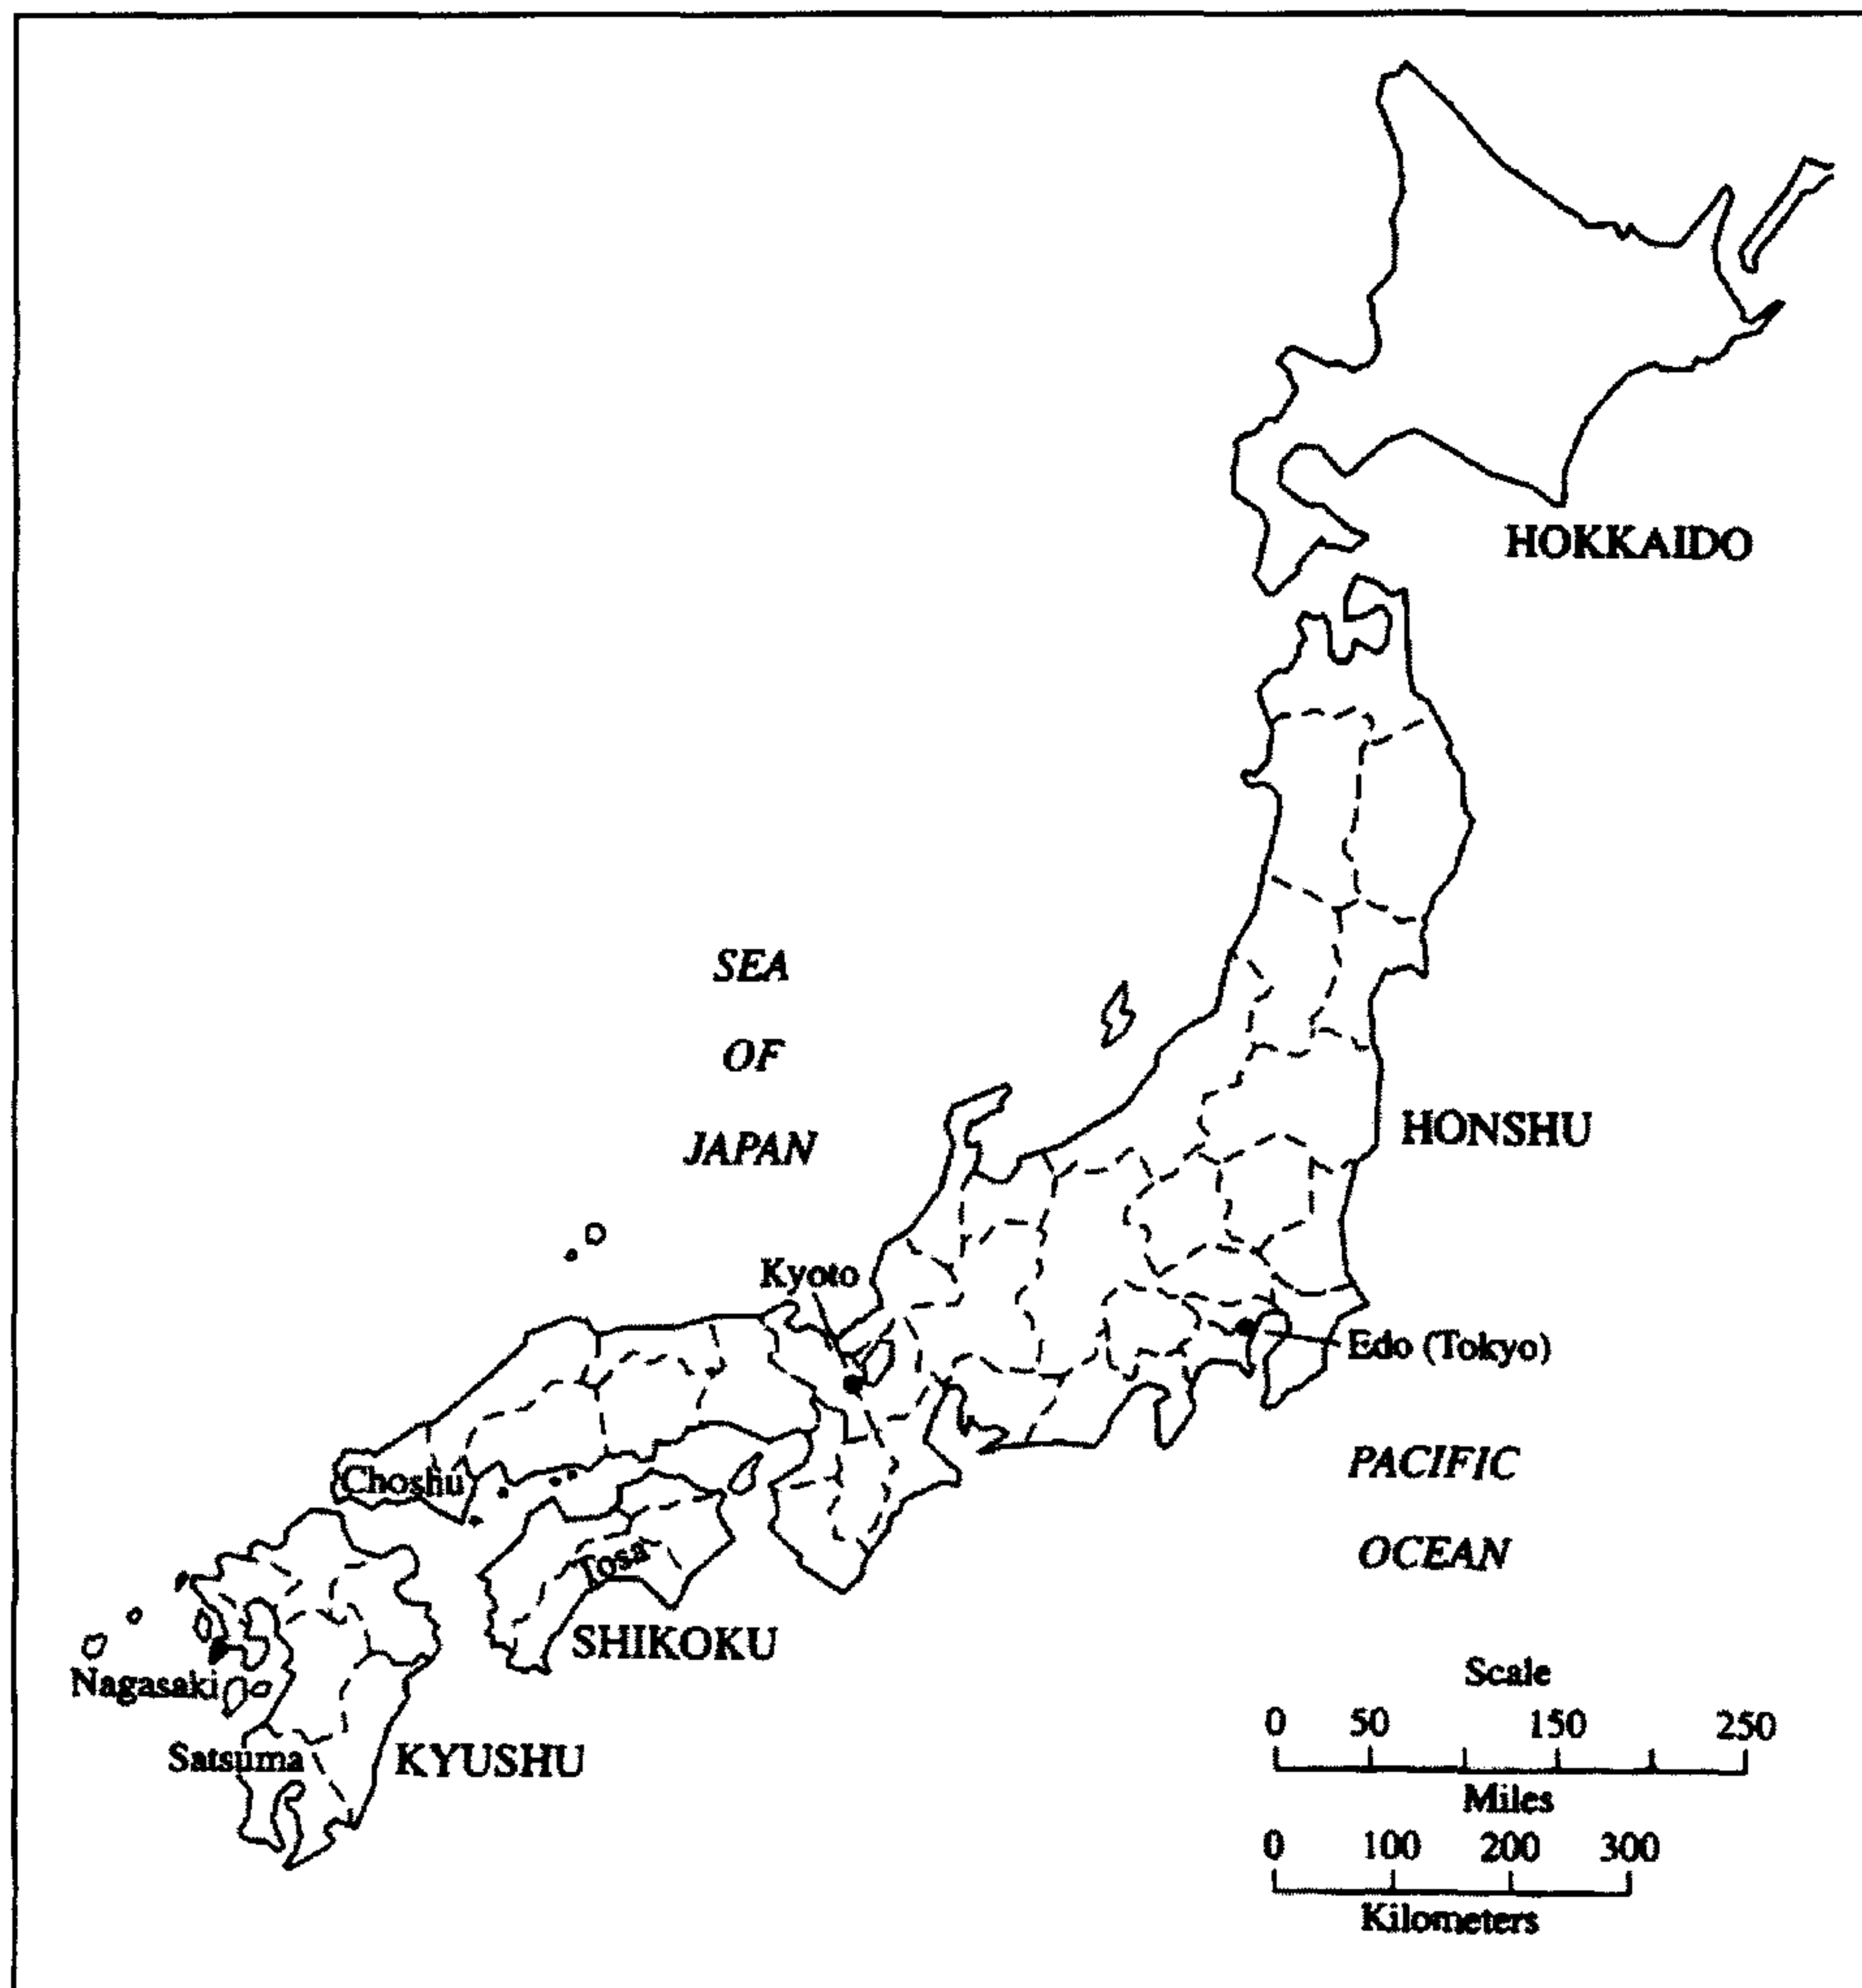 HOKKAIDO
SEA
OF
JAPAN
HONSHU
Kyoto
Edo (Tokyo)
PACIFIC
OCEAN
Choshu
Tosa
SHIKOKU
Nagasaki
Satsuma
KYUSHU
Scale
0 50 150 250
Miles
0 100 200 300
Kilometers